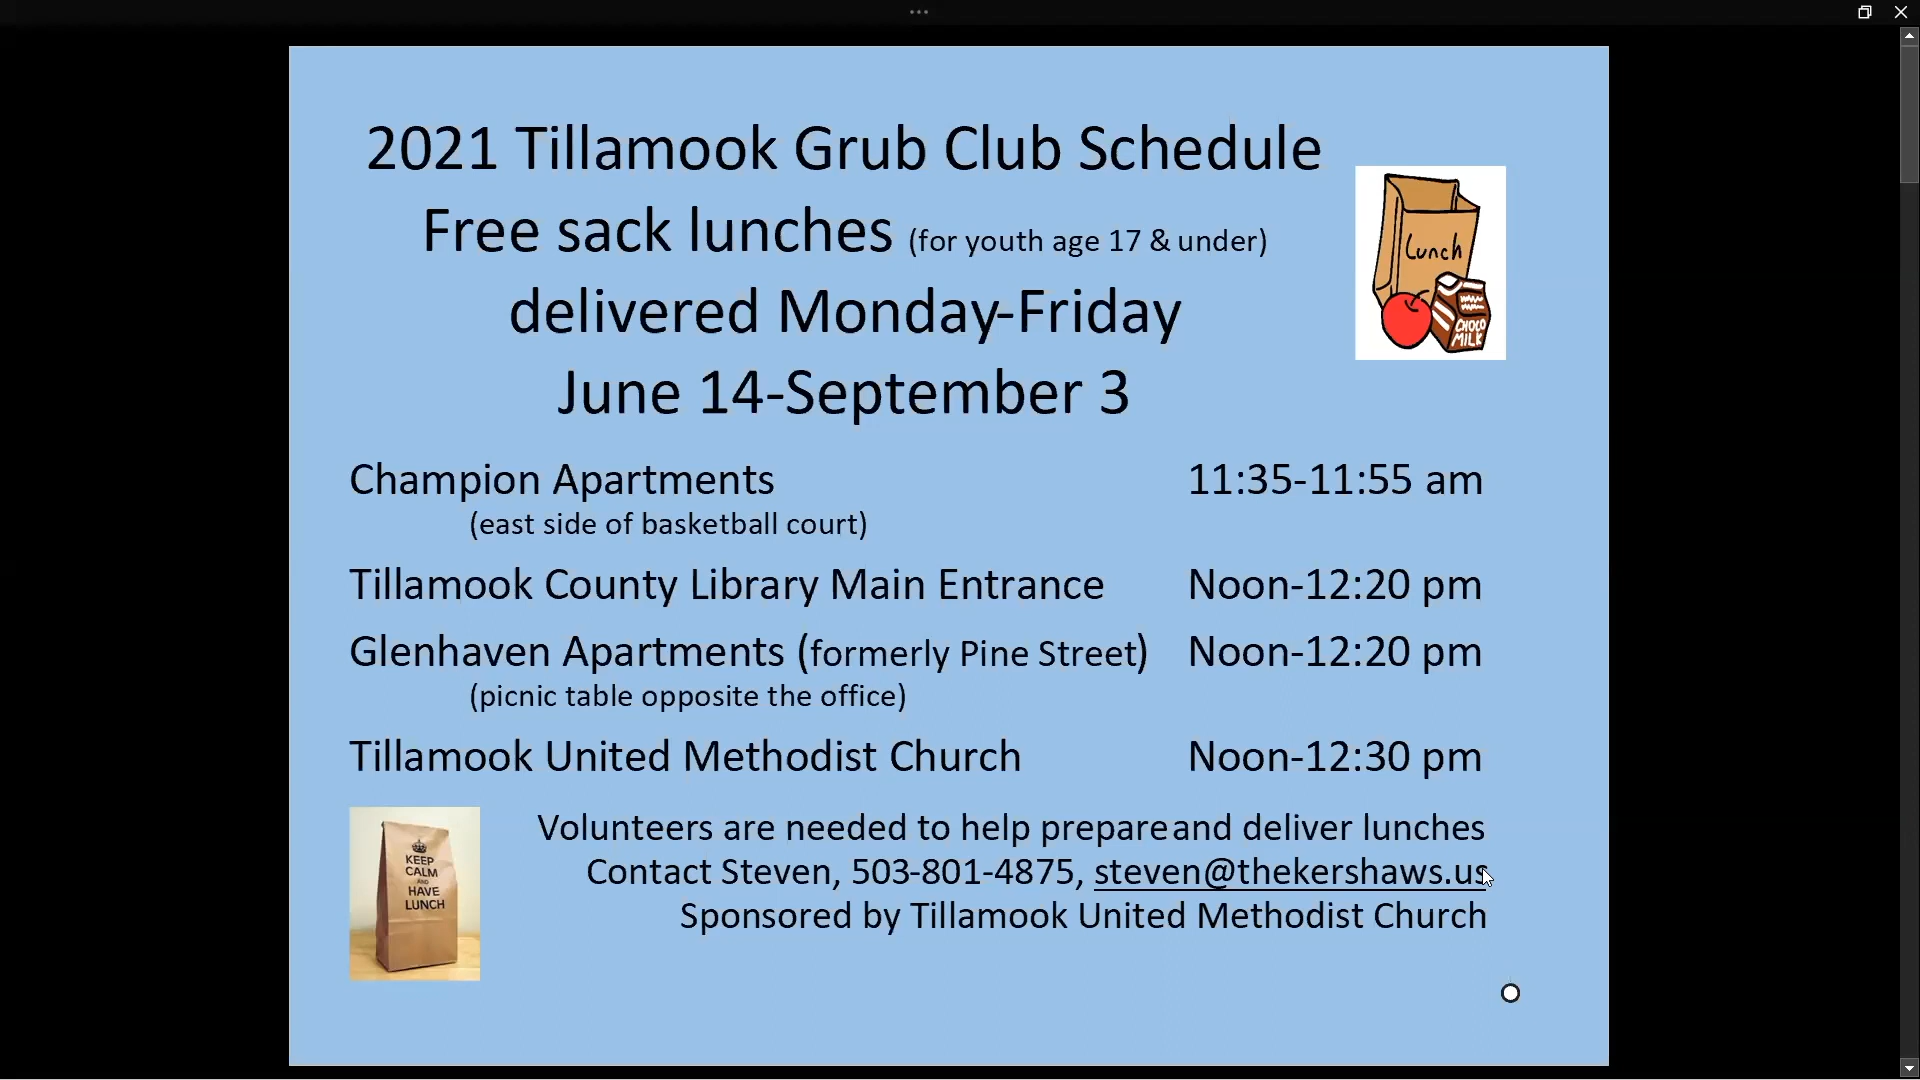 2021 Tillamook Grub Club Schedule
Free sack lunches (for youth age 17 & under)
delivered Monday-Friday
June 14-September 3
Lunch
CHOCO
MILK
Champion Apartments 11:35-11:55 am
(east side of basketball court)
Tillamook County Library Main Entrance Noon-12:20 pm
Glenhaven Apartments (formerly Pine Street) Noon-12:20 pm
(picnic table opposite the office)
Tillamook United Methodist Church Noon-12:30 pm
KEEP
CALM
AND
HAVE
LUNCH
Volunteers are needed to help prepare and deliver lunches
Contact Steven, 503-801-4875, steven@thekershaws.us
Sponsored by Tillamook United Methodist Church